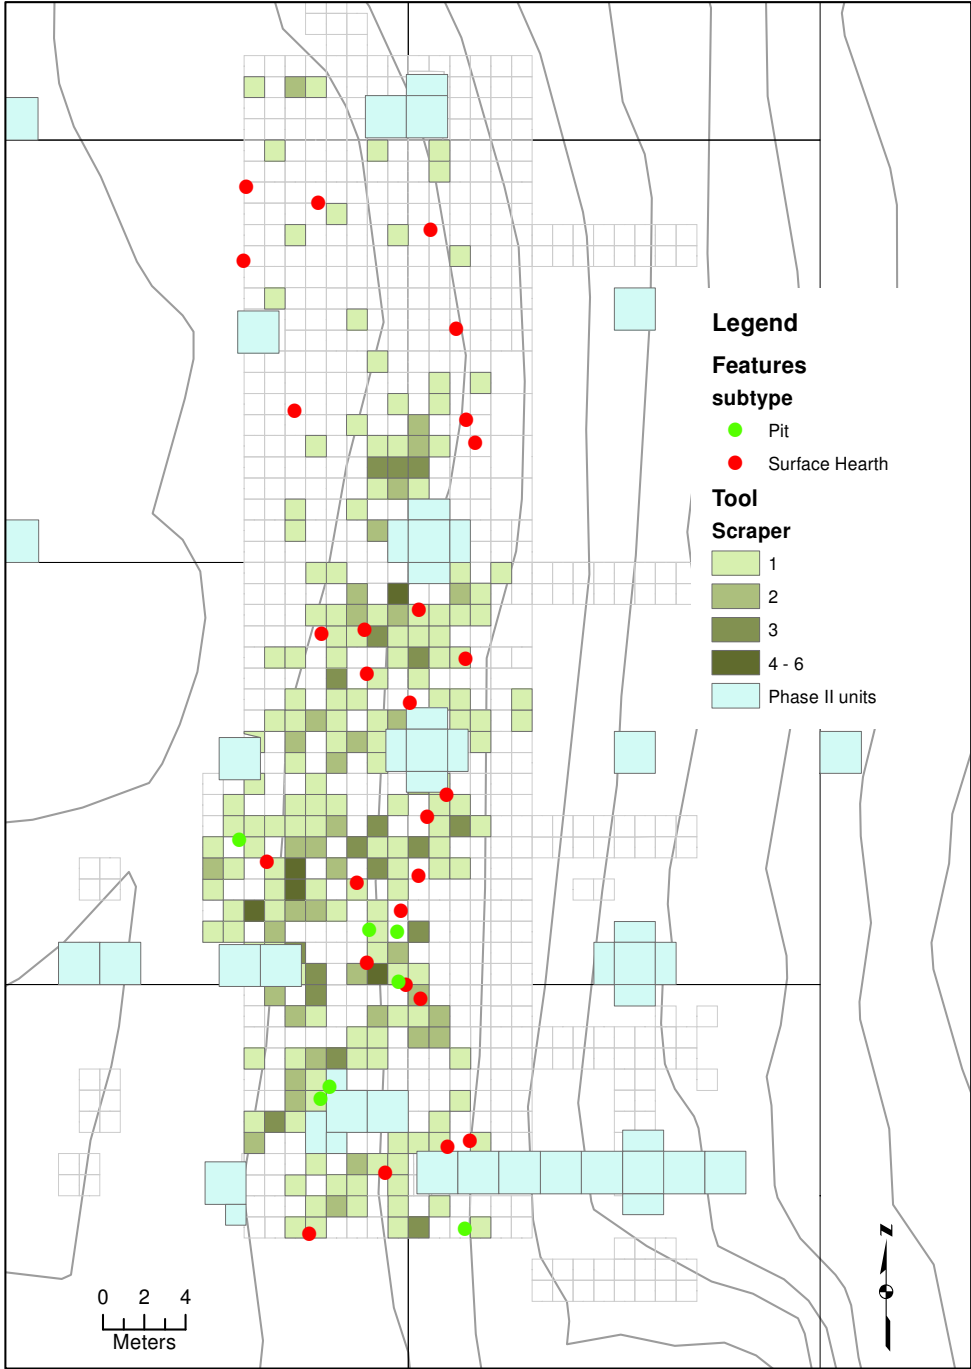 Legend
Features
subtype
Pit
Surface Hearth
Tool
Scraper
1
2
3
4 - 6
Phase II units
0 2 4
Meters
N